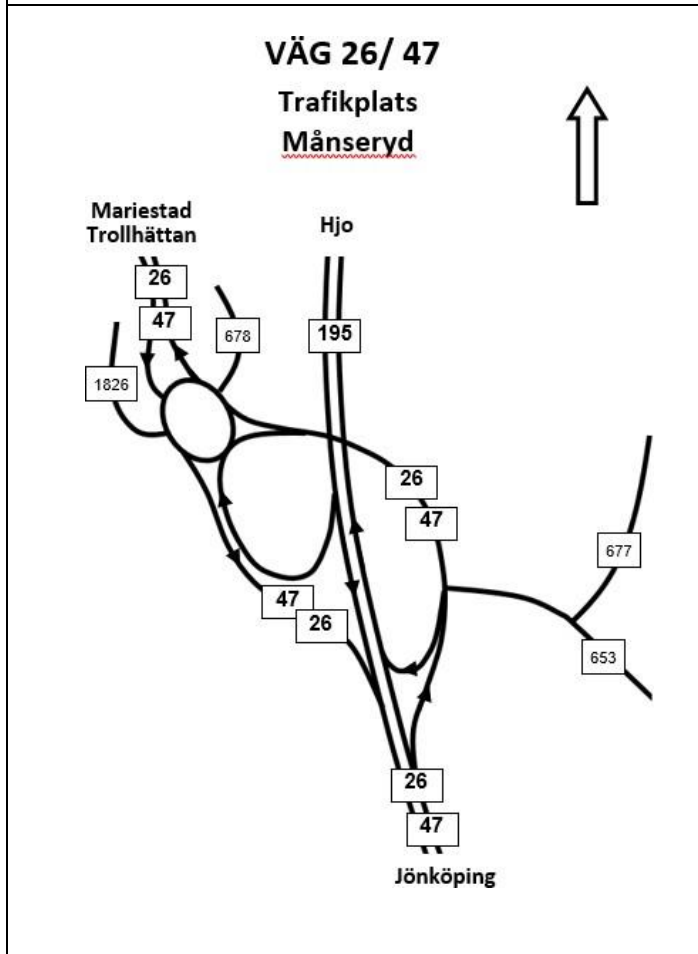 VÄG 26/ 47
Trafikplats
Månseryd
Mariestad
Trollhättan
Hjo
26
47
678
195
1826
26
47
677
47
26
653
26
47
Jönköping